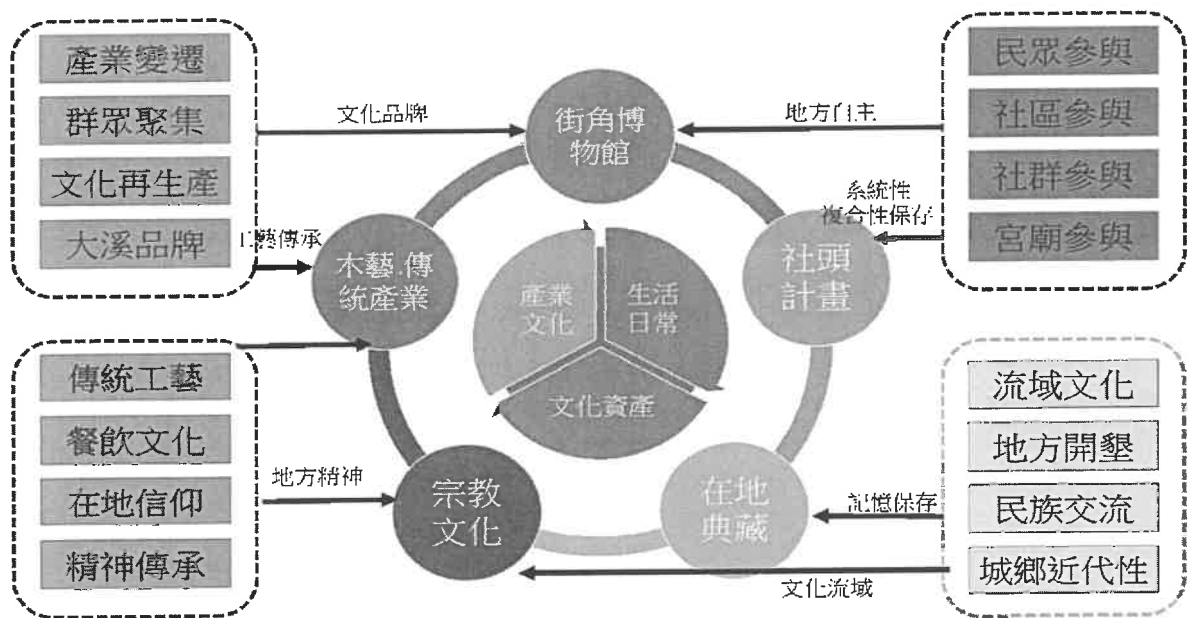 產業變遷
群眾聚集
文化再生產
大溪品牌
傳統工藝
餐飲文化
在地信仰
精神傳承
文化品牌
工藝傳承
地方精神
街角博
物館
木藝.傳
統產業
宗教
文化
在地
典藏
社頭
計畫
產業
文化
生活
日常
文化資產
地方自主
系統性
複合性保存
記憶保存
文化流域
民眾參與
社區參與
社群參與
宮廟參與
流域文化
地方開墾
民族交流
城鄉近代性